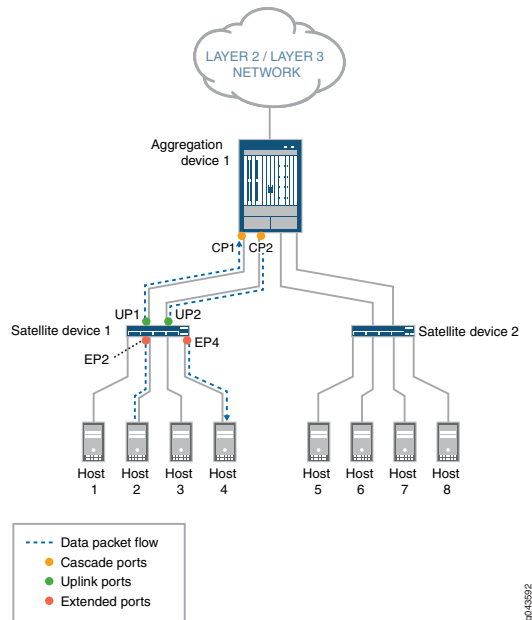 LAYER 2 / LAYER 3
NETWORK
Aggregation
device 1
CP1 CP2
UP1 UP2
Satellite device 1
Satellite device 2
EP2
EP4
Host
1
Host
2
Host
3
Host
4
Host
5
Host
6
Host
7
Host
8
Data packet flow
Cascade ports
Uplink ports
Extended ports
g043592